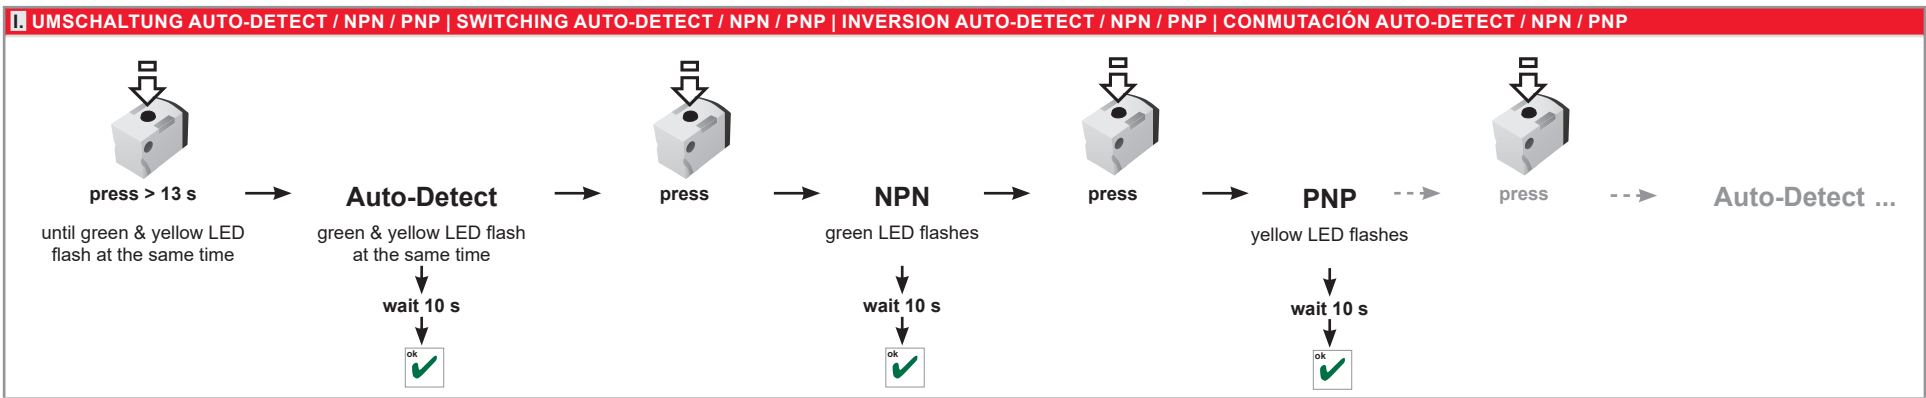 I. UMSCHALTUNG AUTO-DETECT / NPN / PNP | SWITCHING AUTO-DETECT / NPN / PNP | INVERSION AUTO-DETECT / NPN / PNP | CONMUTACIÓN AUTO-DETECT / NPN / PNP
press > 13 s
until green & yellow LED
flash at the same time
Auto-Detect
green & yellow LED flash
at the same time
wait 10 s
ok
press
NPN
green LED flashes
wait 10 s
ok
press
PNP
yellow LED flashes
wait 10 s
ok
press
Auto-Detect ...